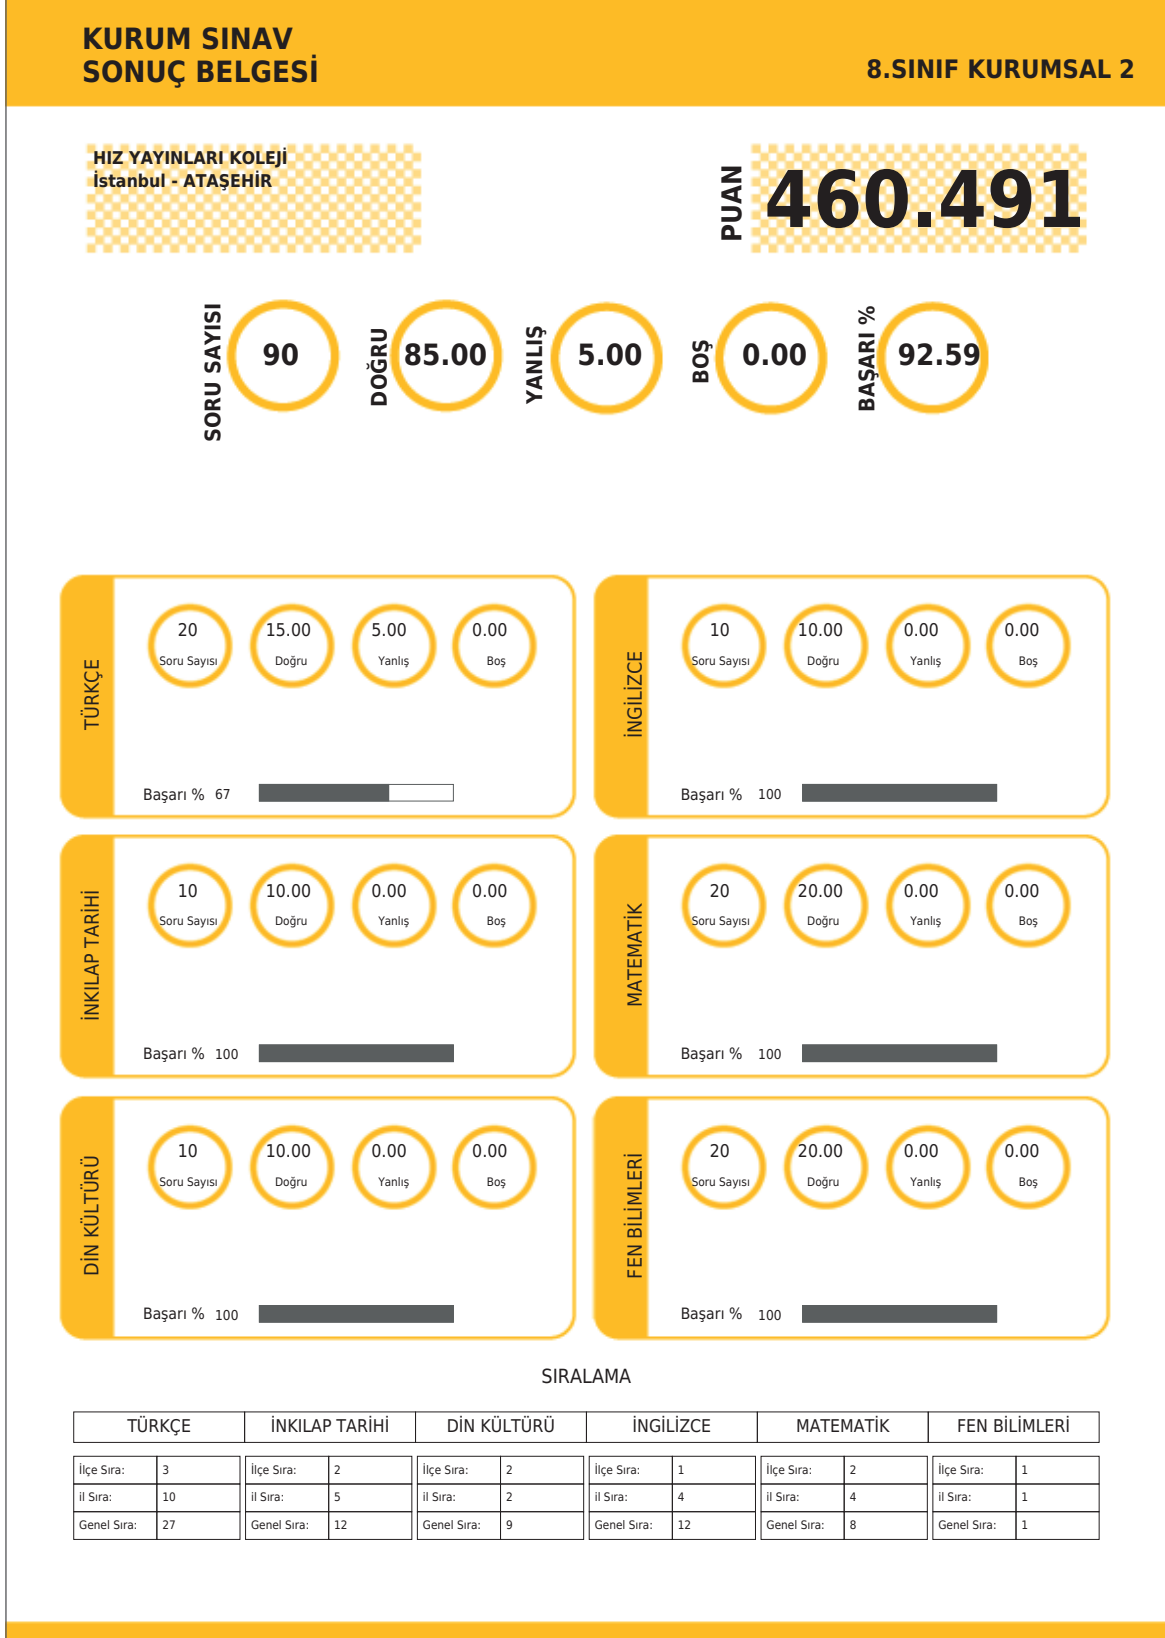 KURUM SINAV
SONUÇ BELGESİ
8.SINIF KURUMSAL 2
HIZ YAYINLARI KOLEJİ
İstanbul - ATAŞEHİR
PUAN
460.491
SORU SAYISI
90
DOĞRU
85.00
YANLIŞ
5.00
BOŞ
0.00
BAŞARI %
92.59
TÜRKÇE
20 15.00 5.00 0.00
Soru Sayısı Doğru Yanlış Boş
Başarı % 67
İNGİLİZCE
10 10.00 0.00 0.00
Soru Sayısı Doğru Yanlış Boş
Başarı % 100
İNKILAP TARİHİ
10 10.00 0.00 0.00
Soru Sayısı Doğru Yanlış Boş
Başarı % 100
MATEMATİK
20 20.00 0.00 0.00
Soru Sayısı Doğru Yanlış Boş
Başarı % 100
DİN KÜLTÜRÜ
10 10.00 0.00 0.00
Soru Sayısı Doğru Yanlış Boş
Başarı % 100
FEN BİLİMLERİ
20 20.00 0.00 0.00
Soru Sayısı Doğru Yanlış Boş
Başarı % 100
SIRALAMA
TÜRKÇE İNKILAP TARİHİ DİN KÜLTÜRÜ İNGİLİZCE MATEMATİK FEN BİLİMLERİ
İlçe Sıra: 3 İlçe Sıra: 2 İlçe Sıra: 2 İlçe Sıra: 1 İlçe Sıra: 2 İlçe Sıra: 1
il Sıra: 10 il Sıra: 5 il Sıra: 2 il Sıra: 4 il Sıra: 4 il Sıra: 1
Genel Sıra: 27 Genel Sıra: 12 Genel Sıra: 9 Genel Sıra: 12 Genel Sıra: 8 Genel Sıra: 1